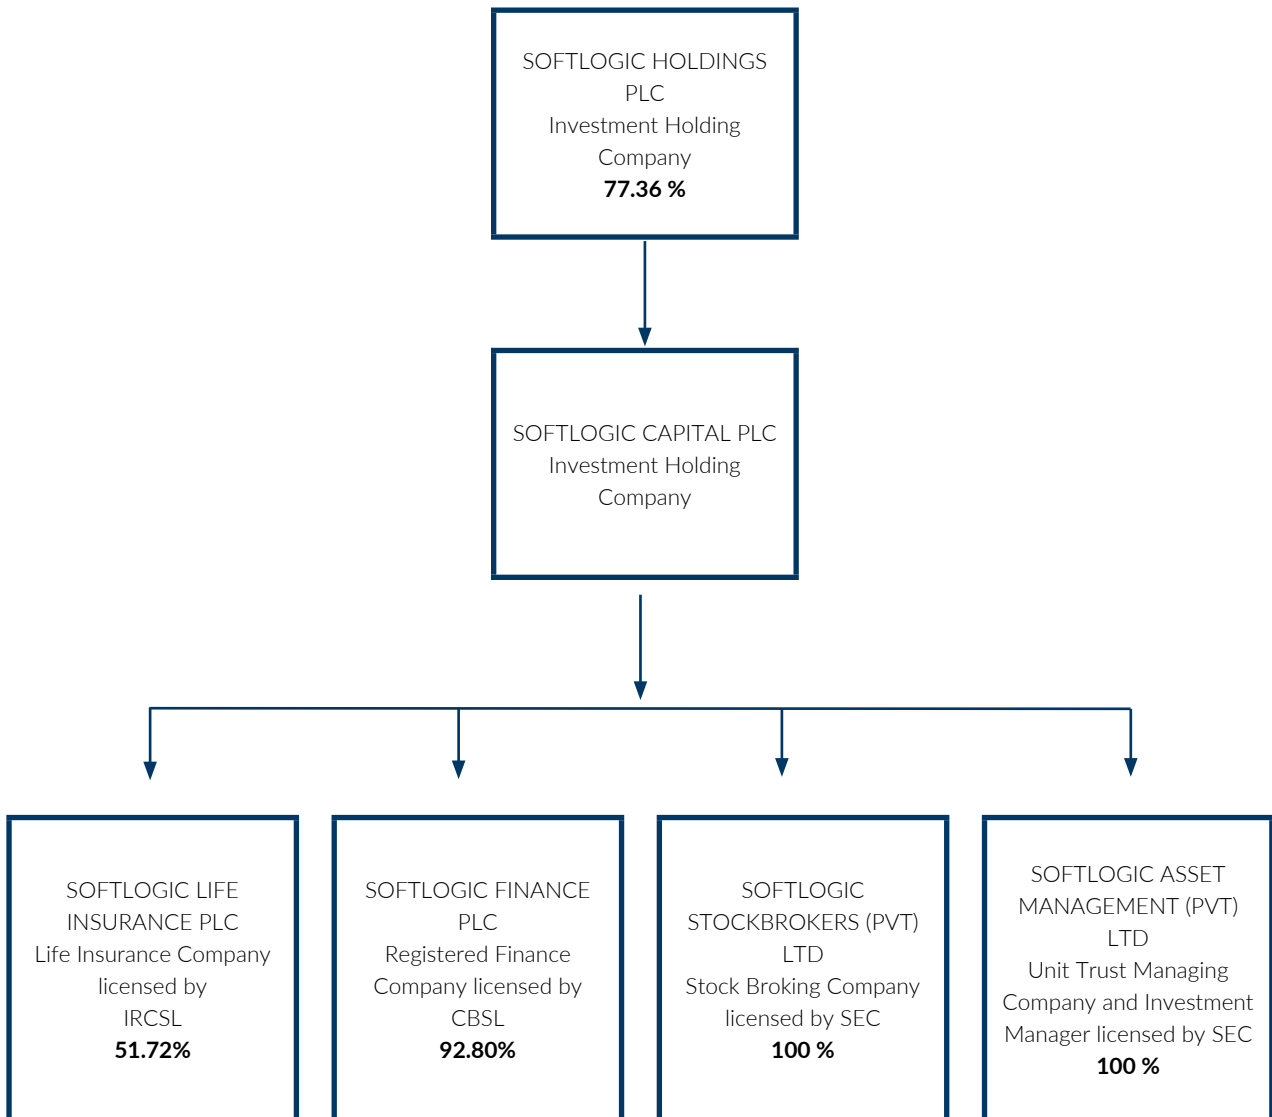 SOFTLOGIC HOLDINGS
PLC
Investment Holding
Company
77.36 %
SOFTLOGIC CAPITAL PLC
Investment Holding
Company
SOFTLOGIC LIFE
INSURANCE PLC
Life Insurance Company
licensed by
IRCSL
51.72%
SOFTLOGIC FINANCE
PLC
Registered Finance
Company licensed by
CBSL
92.80%
SOFTLOGIC
STOCKBROKERS (PVT)
LTD
Stock Broking Company
licensed by SEC
100 %
SOFTLOGIC ASSET
MANAGEMENT (PVT)
LTD
Unit Trust Managing
Company and Investment
Manager licensed by SEC
100 %